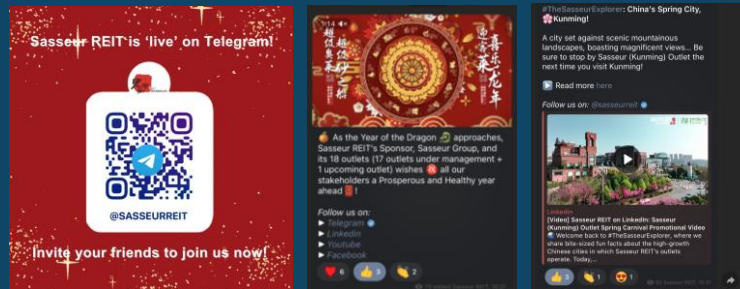 Sasseur REIT is 'live' on Telegram!
@SASSEURREIT
Invite your friends to join us now!
喜乐龙年
As the Year of the Dragon approaches,
Sasseur REIT's Sponsor, Sasseur Group, and
its 18 outlets (17 outlets under management +
1 upcoming outlet) wishes all our
stakeholders a Prosperous and Healthy year
ahead !
Follow us on:
► Telegram
► Linkedin
► Youtube
► Facebook
6
3
2
#TheSasseurExplorer: China's Spring City,
Kunming!
A city set against scenic mountainous
landscapes, boasting magnificent views... Be
sure to stop by Sasseur (Kunming) Outlet the
next time you visit Kunming!
Read more here
Follow us on: @sasseurreit
Linkedin
[Video] Sasseur REIT on LinkedIn: Sasseur
(Kunming) Outlet Spring Carnival Promotional Video
Welcome back to #TheSasseurExplorer, where we
share bite-sized fun facts about the high-growth
Chinese cities in which Sasseur REIT's outlets
operate. Today,...
3
1
1